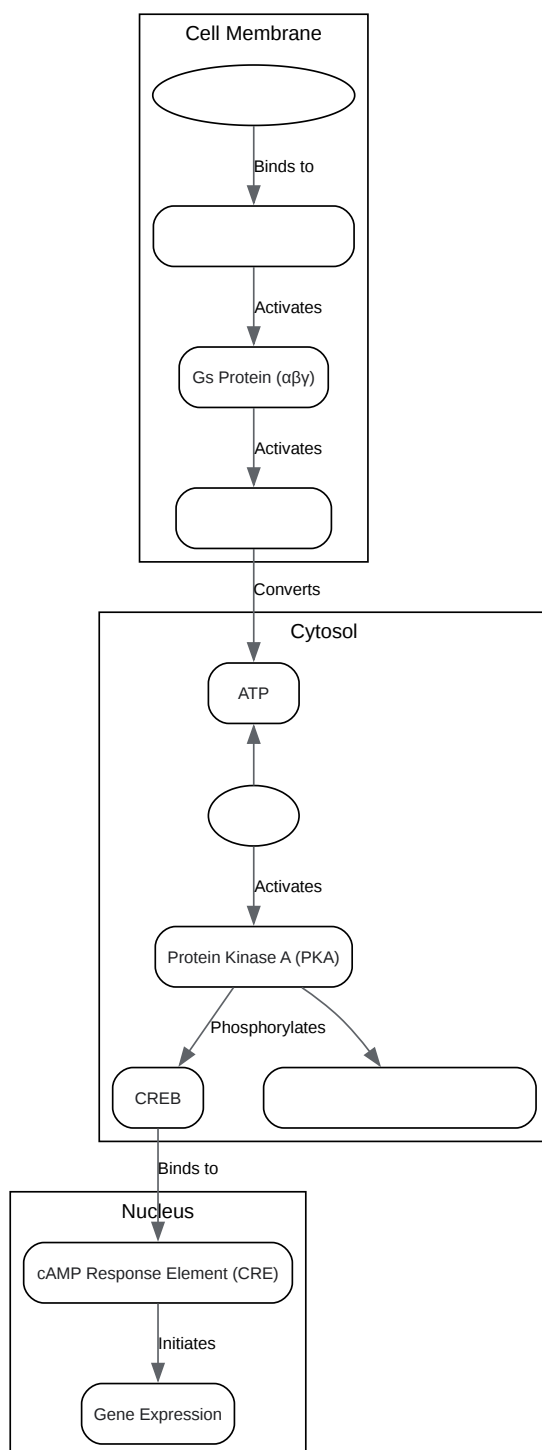 Cell Membrane
Binds to
Activates
Gs Protein (αβγ)
Activates
Converts
Cytosol
ATP
Activates
Protein Kinase A (PKA)
Phosphorylates
CREB
Binds to
Nucleus
cAMP Response Element (CRE)
Initiates
Gene Expression